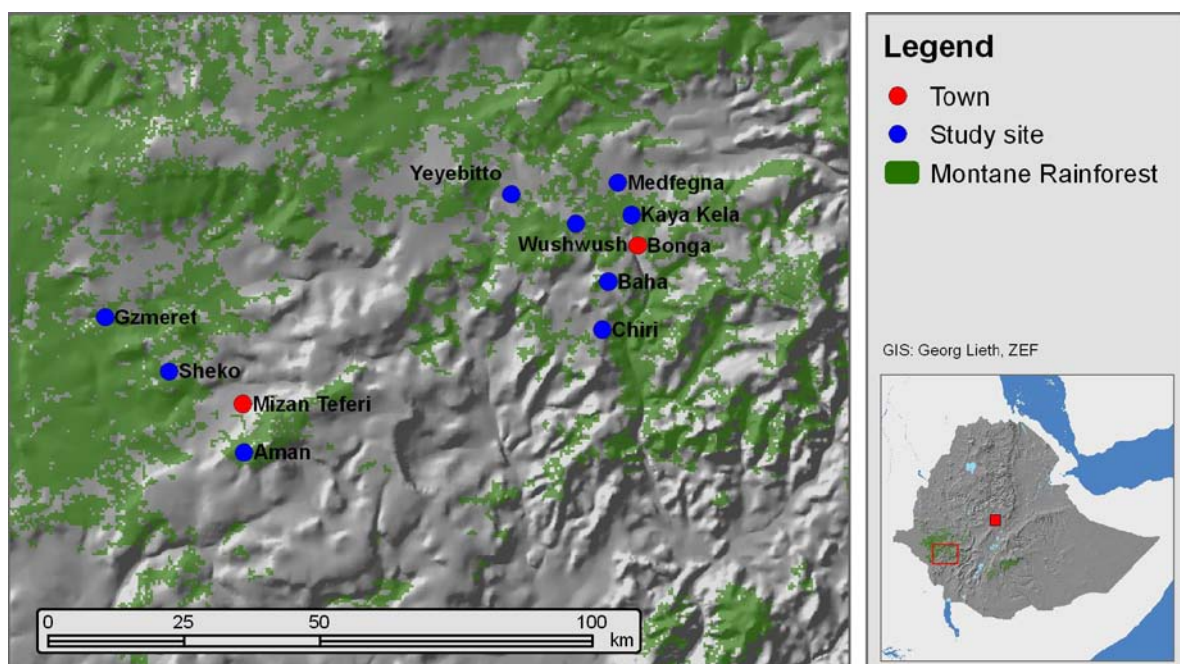 Yeyebitto
Medfegna
Kaya Kela
Wushwush
Bonga
Baha
Chiri
Gzmeret
Sheko
Mizan Teferi
Aman
0 25 50 100
km
Legend
Town
Study site
Montane Rainforest
GIS: Georg Lieth, ZEF